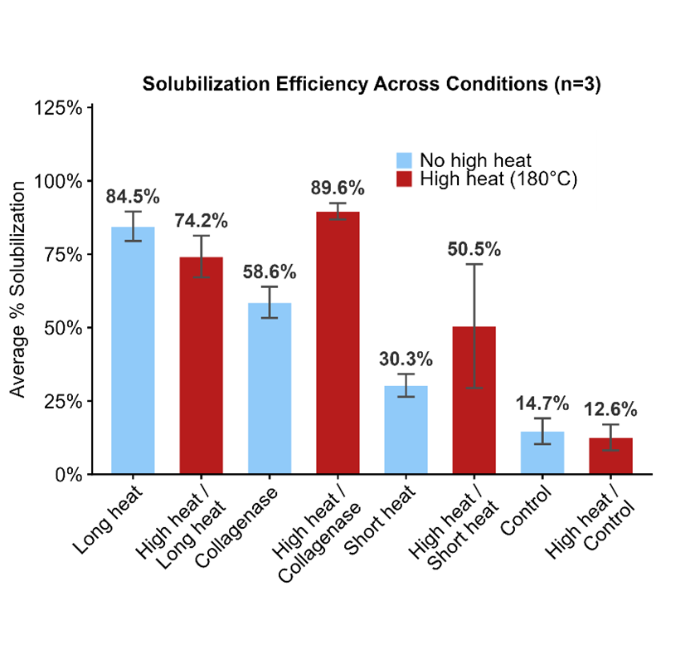 Solubilization Efficiency Across Conditions (n=3)
No high heat
High heat (180°C)
Average % Solubilization
125%
100%
75%
50%
25%
0%
84.5%
74.2%
58.6%
89.6%
30.3%
50.5%
14.7%
12.6%
Long heat
High heat /
Long heat
Collagenase
High heat /
Collagenase
Short heat
High heat /
Short heat
Control
High heat /
Control